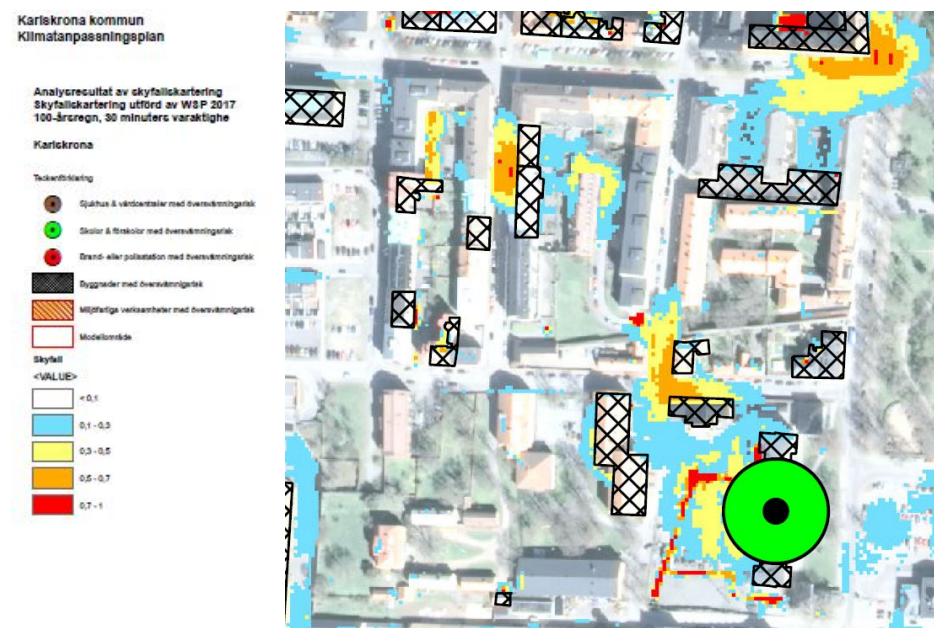 Karlskrona kommun
Klimatanpassningsplan
Analysresultat av skyfallskartering
Skyfallskartering utförd av WSP 2017
100-årsregn, 30 minuters varaktighe
Karlskrona
Teckenförklaring
Sjukhus & vårdcentraler med översvämningsrisk
Skolor & förskolor med översvämningsrisk
Brand- eller polisstation med översvämningsrisk
Byggnader med översvämnigsrisk
Miljöfarliga verksamheter med översvämnigsrisk
Modellområde
Skyfall
<VALUE>
< 0,1
0,1 - 0,3
0,3 - 0,5
0,5 - 0,7
0,7 - 1